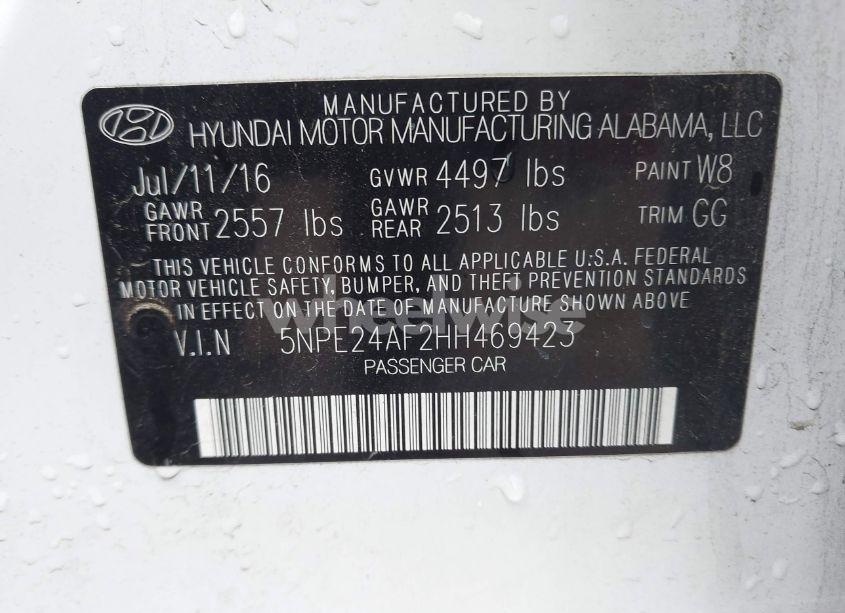 MANUFACTURED BY
HYUNDAI MOTOR MANUFACTURING ALABAMA, LLC
Jul/11/16 GVWR 4497 lbs PAINT W8
GAWR FRONT 2557 lbs GAWR REAR 2513 lbs TRIM GG
THIS VEHICLE CONFORMS TO ALL APPLICABLE U.S.A. FEDERAL
MOTOR VEHICLE SAFETY, BUMPER, AND THEFT PREVENTION STANDARDS
IN EFFECT ON THE DATE OF MANUFACTURE SHOWN ABOVE
wheelwise
V.I.N 5NPE24AF2HH469423
PASSENGER CAR